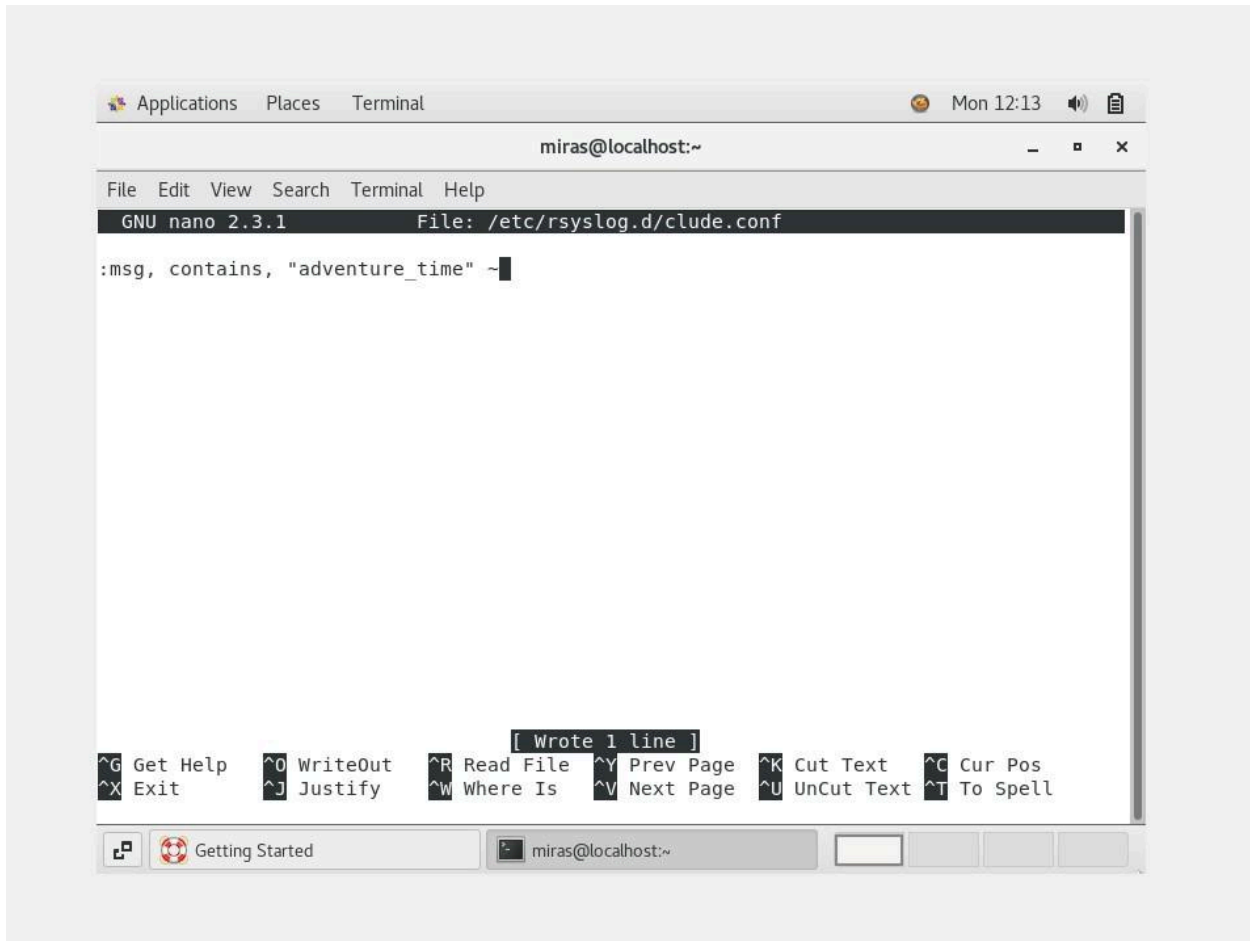 Applications Places Terminal Mon 12:13
miras@localhost:~
File Edit View Search Terminal Help
GNU nano 2.3.1 File: /etc/rsyslog.d/clude.conf
:msg, contains, "adventure_time" ~
[ Wrote 1 line ]
^G Get Help ^O WriteOut ^R Read File ^Y Prev Page ^K Cut Text ^C Cur Pos
^X Exit ^J Justify ^W Where Is ^V Next Page ^U UnCut Text ^T To Spell
Getting Started miras@localhost:~